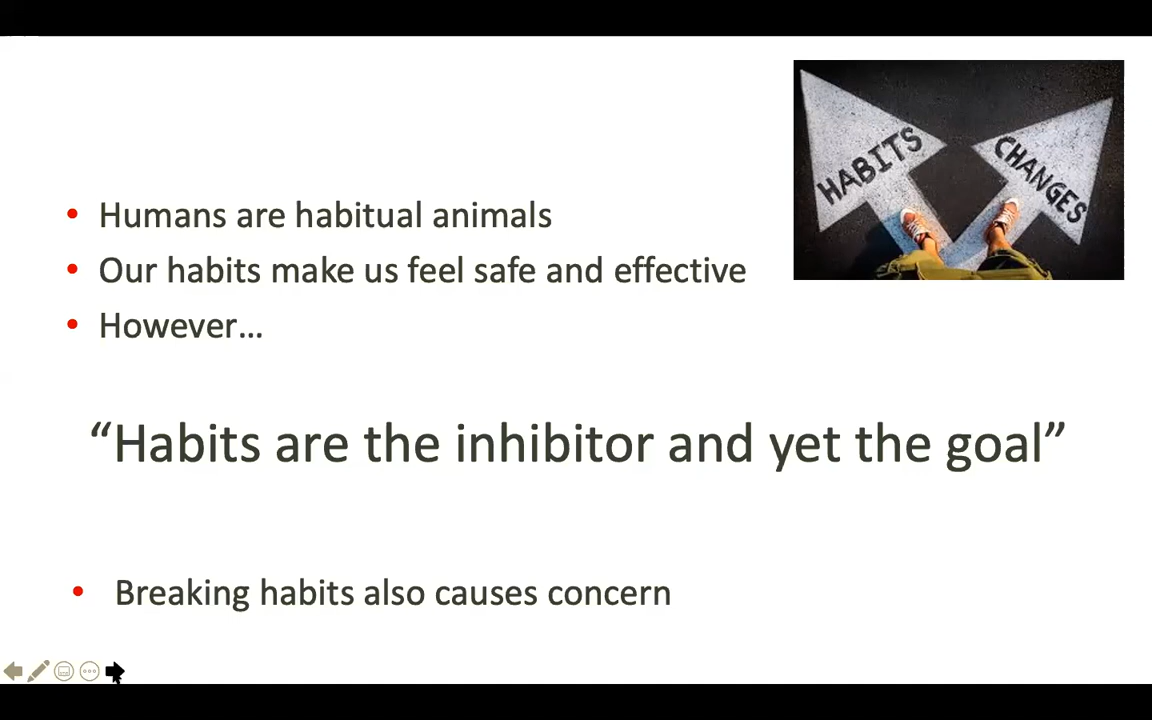 HABITS
CHANGES
• Humans are habitual animals
• Our habits make us feel safe and effective
• However...
“Habits are the inhibitor and yet the goal”
• Breaking habits also causes concern